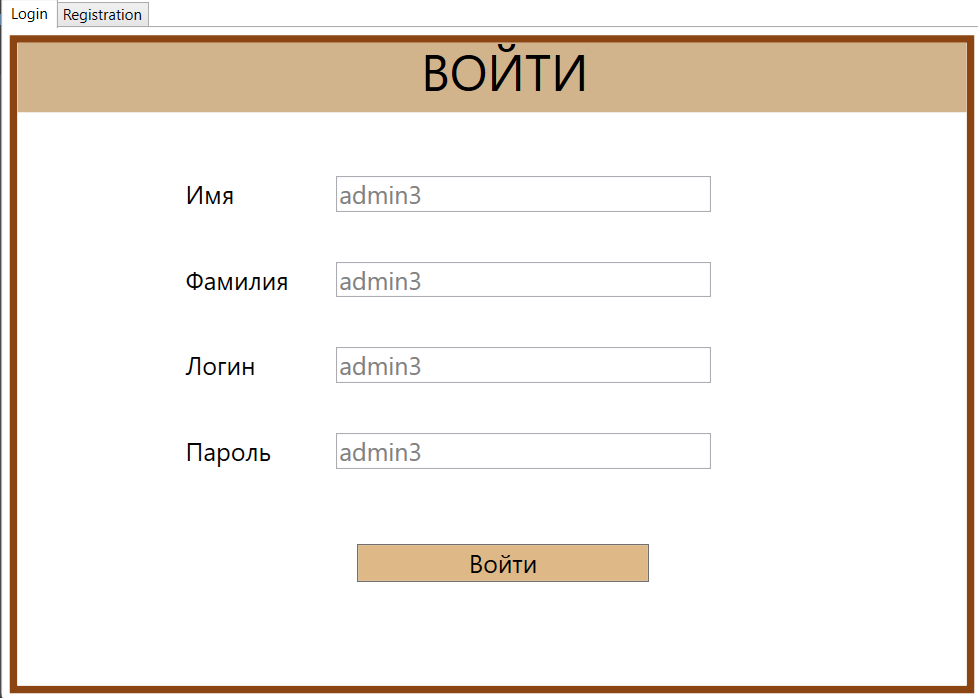 Login Registration
ВОЙТИ
Имя admin3
Фамилия admin3
Логин admin3
Пароль admin3
Войти